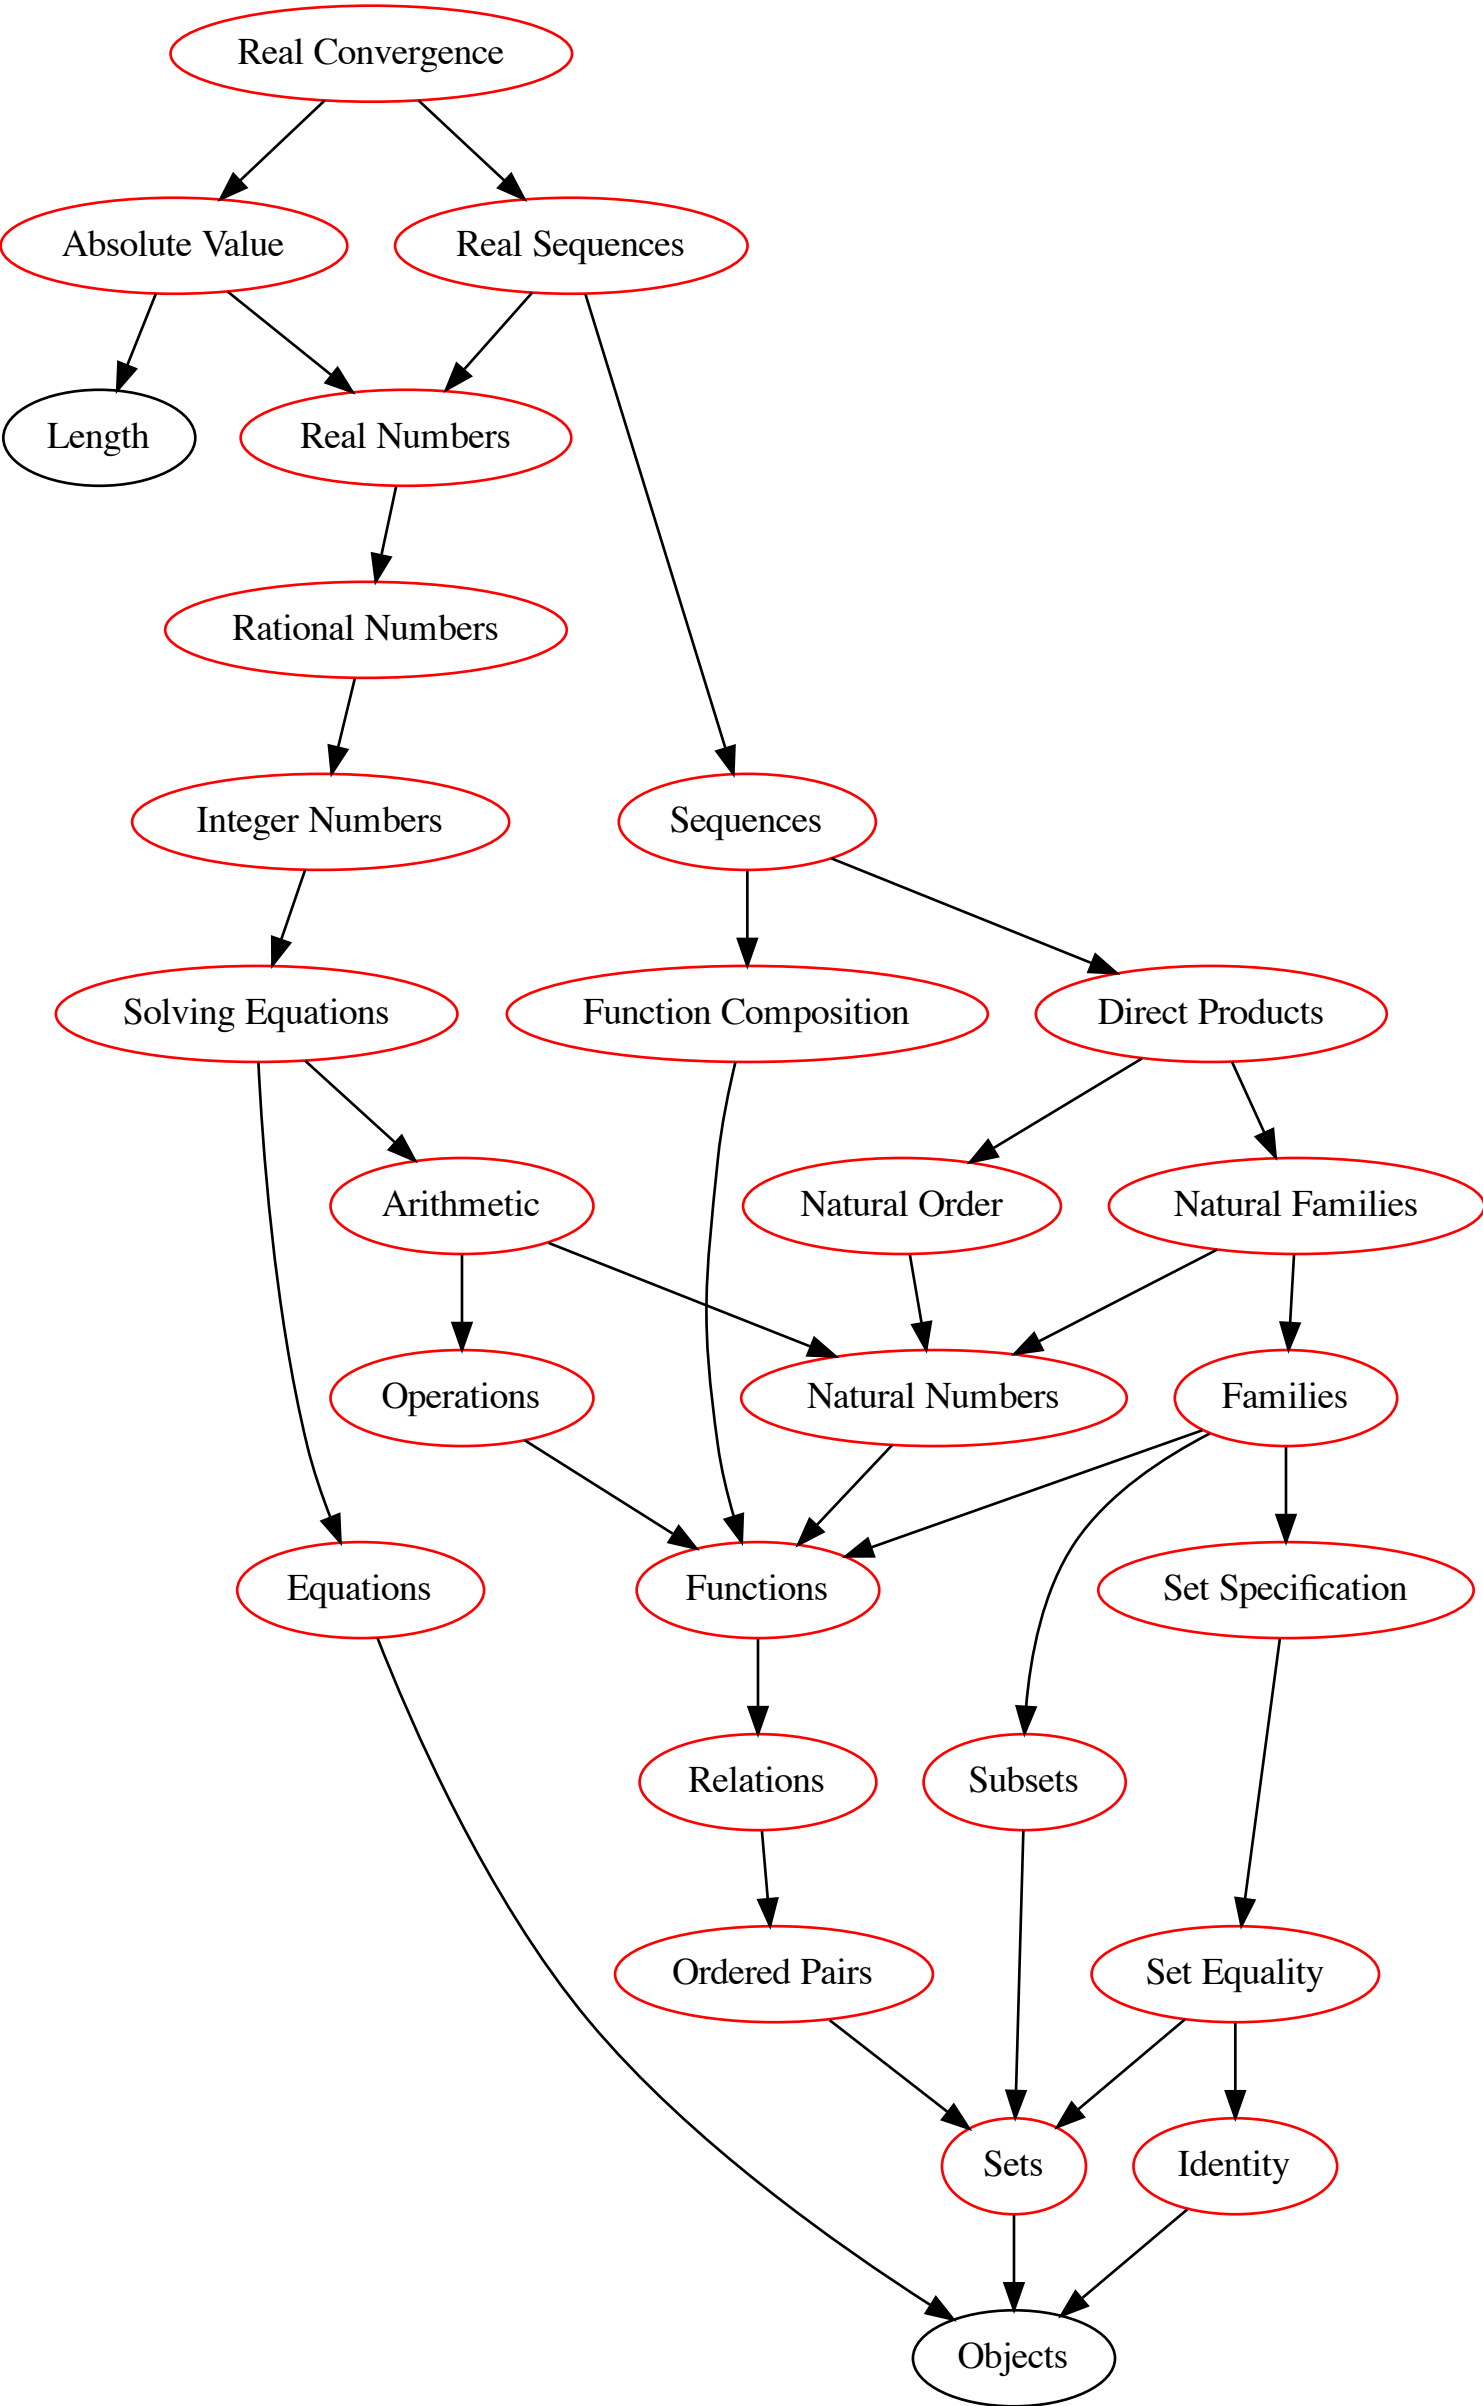 Real Convergence
Absolute Value
Real Sequences
Length
Real Numbers
Rational Numbers
Integer Numbers
Sequences
Solving Equations
Function Composition
Direct Products
Arithmetic
Natural Order
Natural Families
Operations
Natural Numbers
Families
Equations
Functions
Set Specification
Relations
Subsets
Ordered Pairs
Set Equality
Sets
Identity
Objects